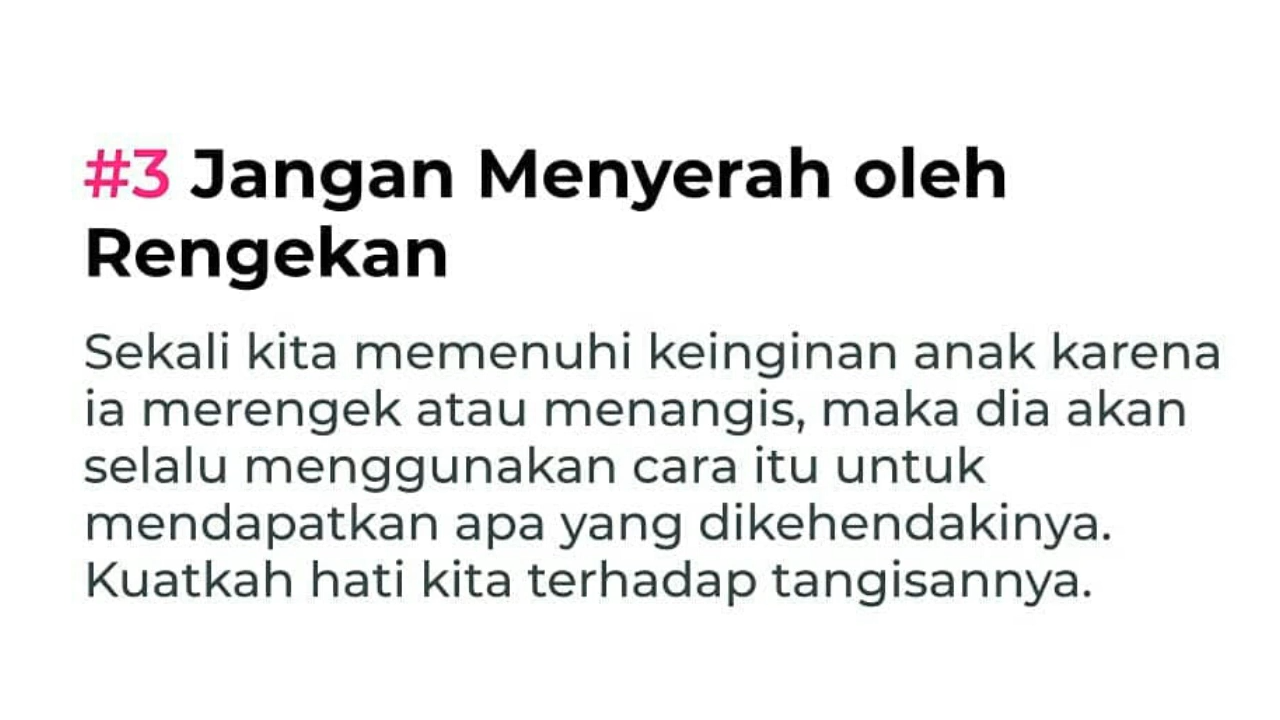 #3 Jangan Menyerah oleh
Rengekan
Sekali kita memenuhi keinginan anak karena
ia merengek atau menangis, maka dia akan
selalu menggunakan cara itu untuk
mendapatkan apa yang dikehendakinya.
Kuatkah hati kita terhadap tangisannya.